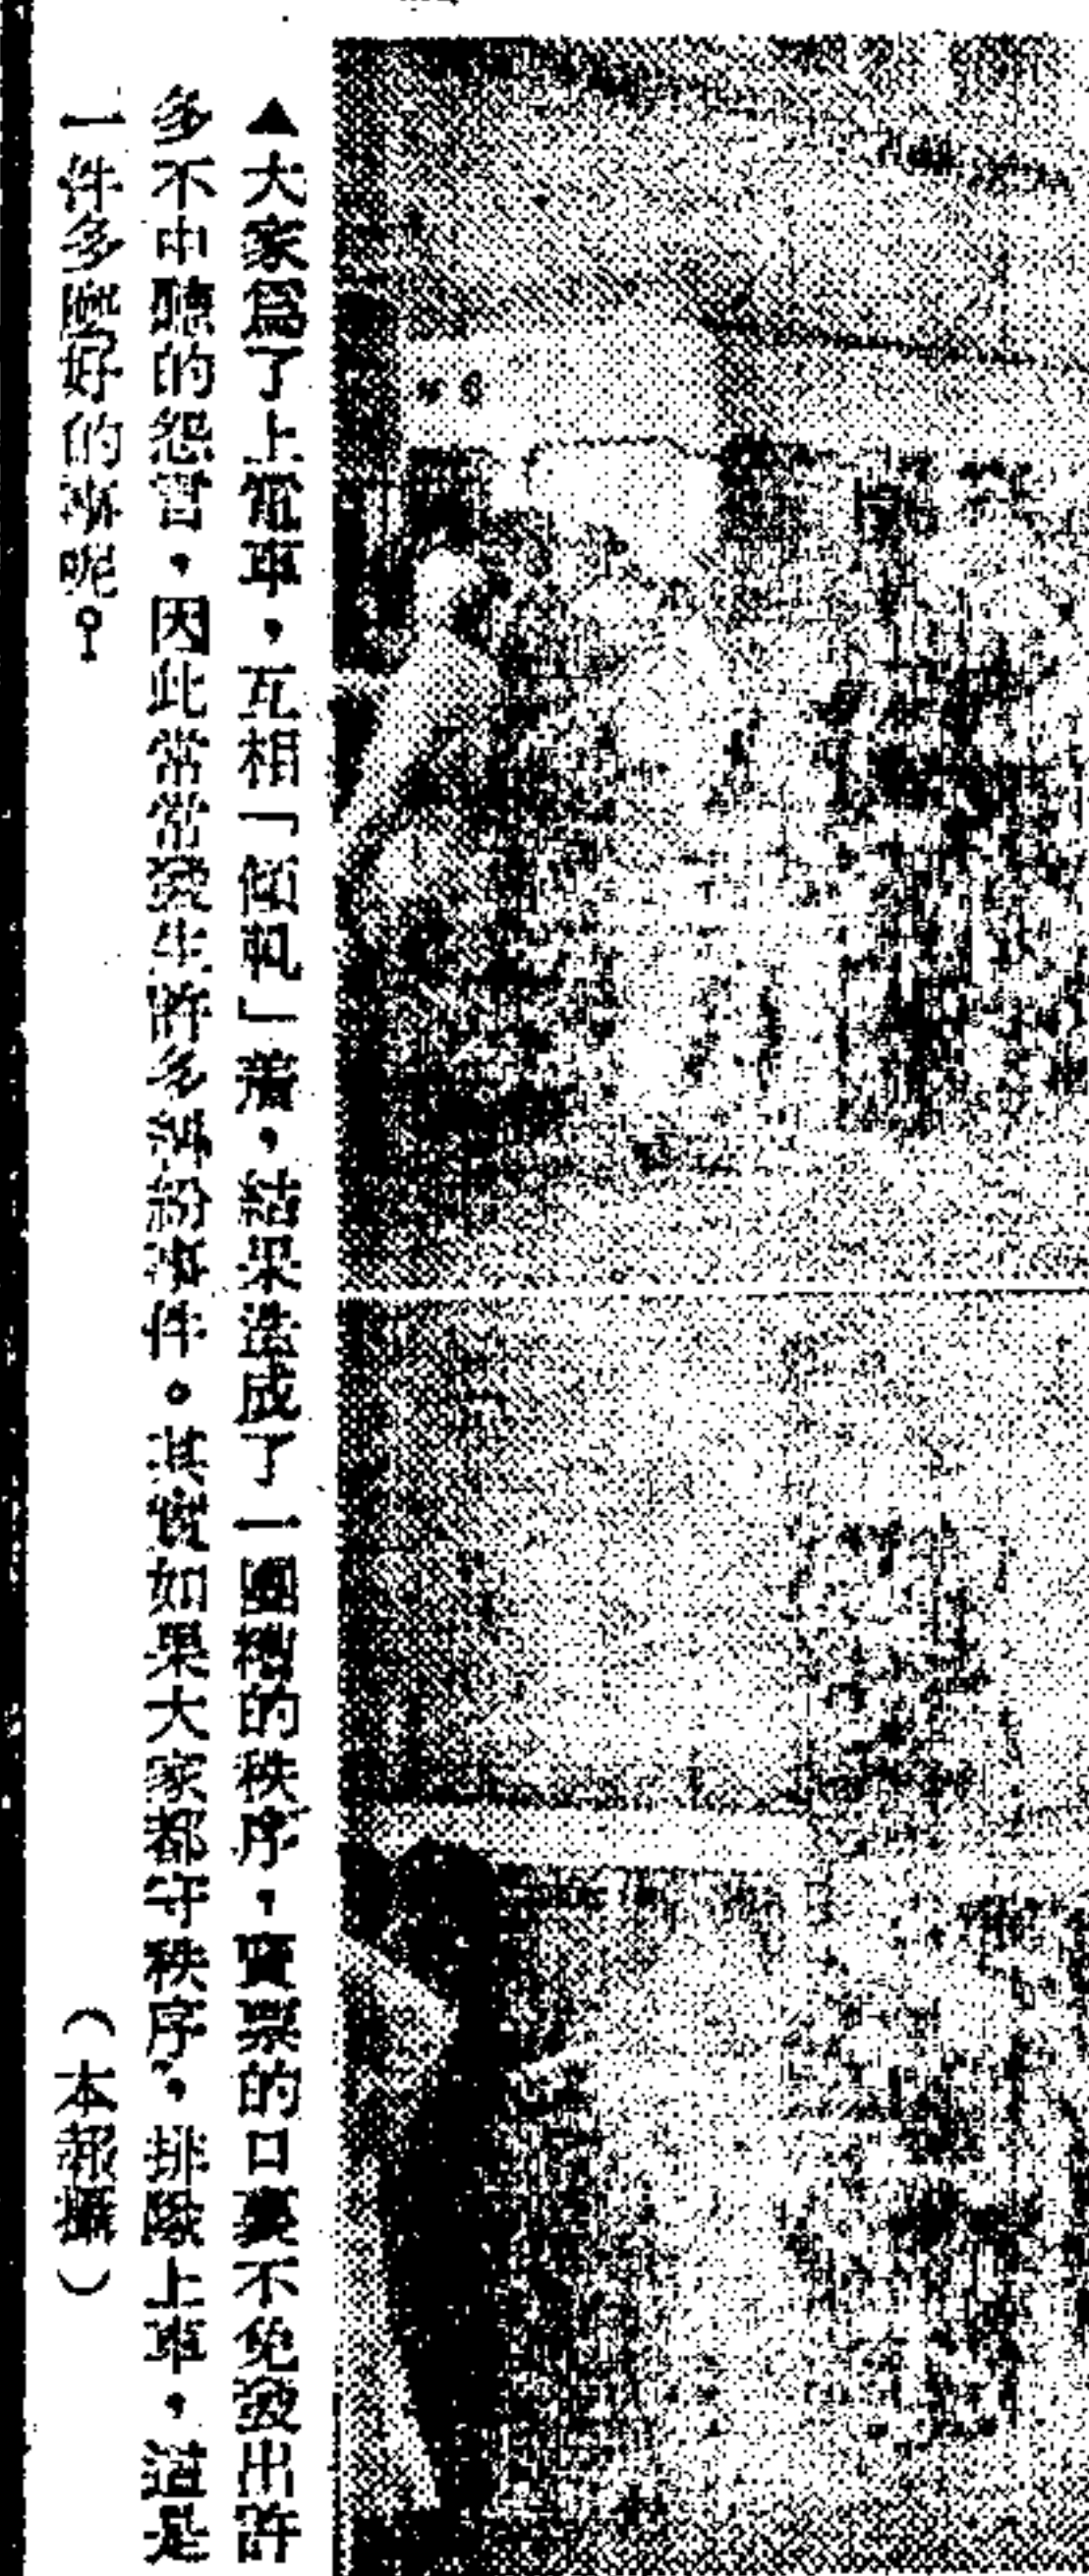 ▲大家爲了上電車,互相「傾軋」着,結果造成了一團糟的秩序,賣票的口裏不免發出許
多不中聽的怨言,因此常常發生許多糾紛事件。其實如果大家都守秩序,排隊上車,這是
一件多麼好的事呢?(本報攝)